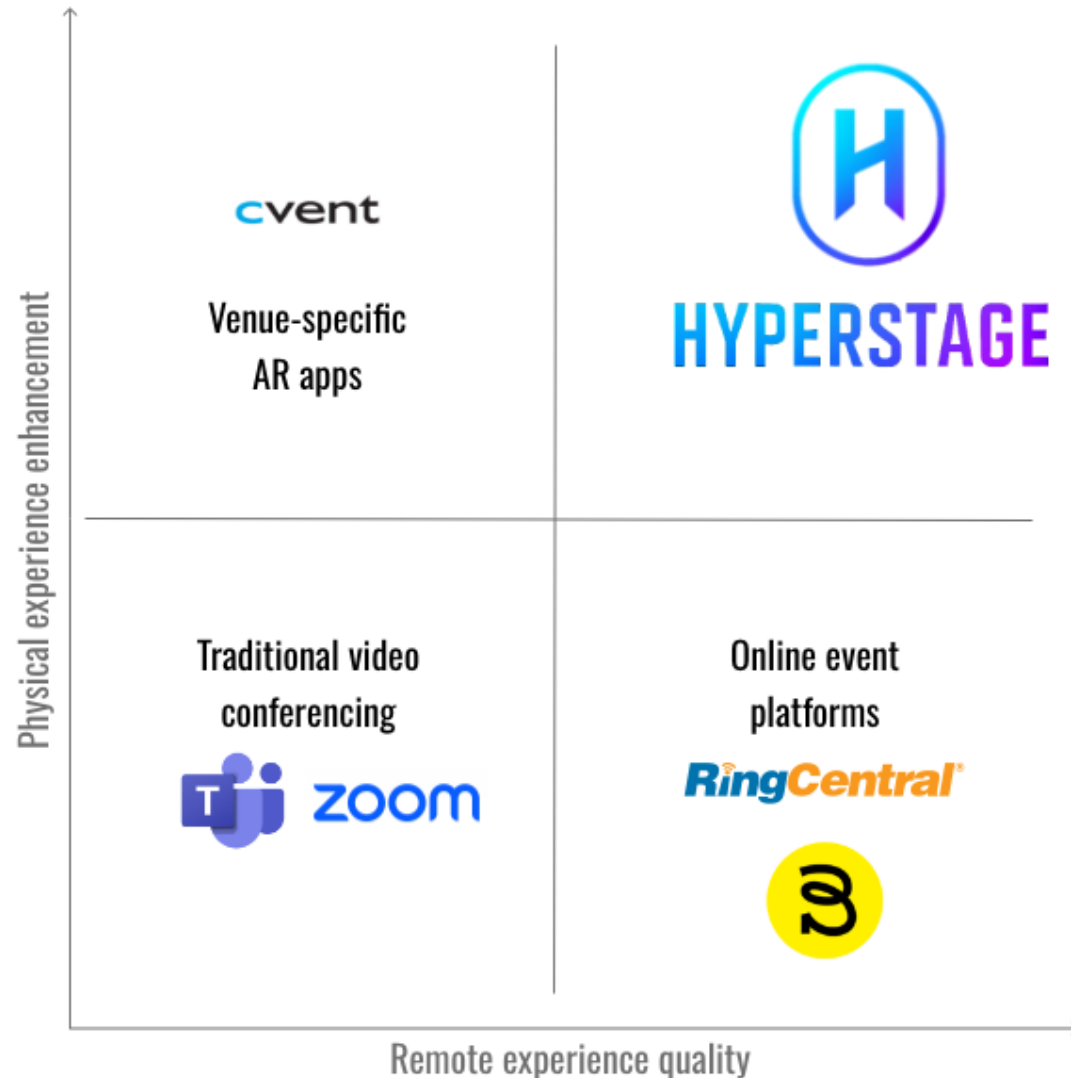 cvent
Venue-specific
AR apps
H
HYPERSTAGE
Physical experience enhancement
Traditional video
conferencing
T
zoom
Online event
platforms
RingCentral®
Remote experience quality